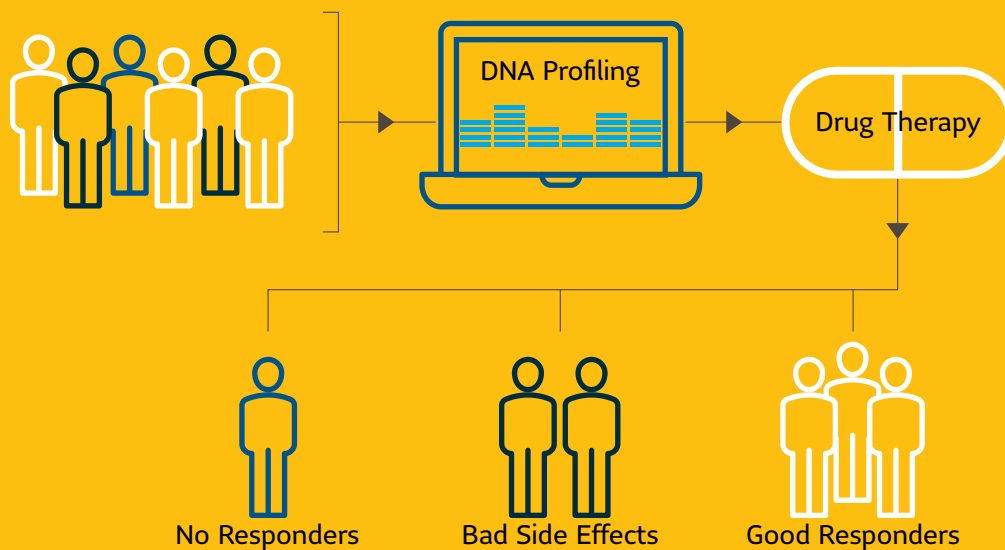 DNA Profiling
Drug Therapy
No Responders
Bad Side Effects
Good Responders